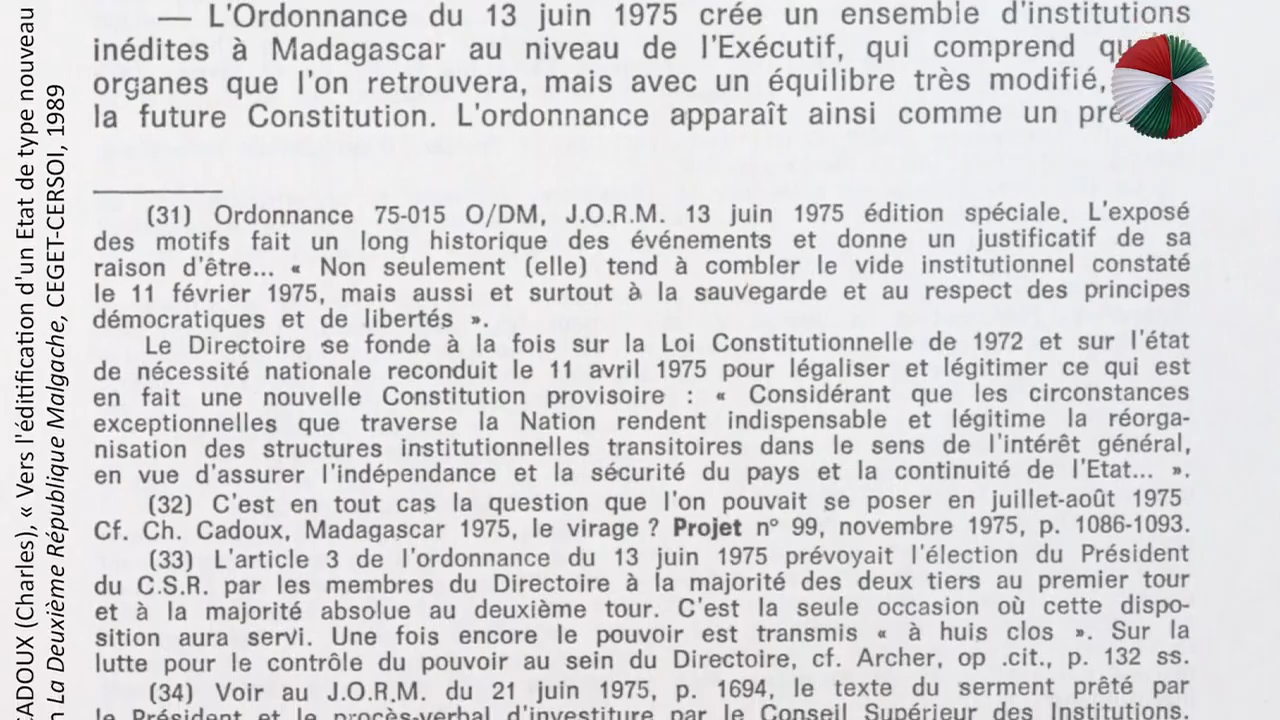 — L'Ordonnance du 13 juin 1975 crée un ensemble d'institutions
inédites à Madagascar au niveau de l'Exécutif, qui comprend
organes que l'on retrouvera, mais avec un équilibre très modifié,
la future Constitution. L'ordonnance apparaît ainsi comme un
(31) Ordonnance 75-015 O/DM, J.O.R.M. 13 juin 1975 édition spéciale. L'exposé
des motifs fait un long historique des événements et donne un justificatif de sa
raison d'être... « Non seulement (elle) tend à combler le vide institutionnel constaté
le 11 février 1975, mais aussi et surtout à la sauvegarde et au respect des principes
démocratiques et de libertés ».
Le Directoire se fonde à la fois sur la Loi Constitutionnelle de 1972 et sur l'état
de nécessité nationale reconduit le 11 avril 1975 pour légaliser et légitimer ce qui est
en fait une nouvelle Constitution provisoire : « Considérant que les circonstances
exceptionnelles que traverse la Nation rendent indispensable et légitime la réorga-
nisation des structures institutionnelles transitoires dans le sens de l'intérêt général,
en vue d'assurer l'indépendance et la sécurité du pays et la continuité de l'Etat... ».
(32) C'est en tout cas la question que l'on pouvait se poser en juillet-août 1975
Cf. Ch. Cadoux, Madagascar 1975, le virage ? Projet n° 99, novembre 1975, p. 1086-1093.
(33) L'article 3 de l'ordonnance du 13 juin 1975 prévoyait l'élection du Président
du C.S.R. par les membres du Directoire à la majorité des deux tiers au premier tour
et à la majorité absolue au deuxième tour. C'est la seule occasion où cette dispo-
sition aura servi. Une fois encore le pouvoir est transmis « à huis clos ». Sur la
lutte pour le contrôle du pouvoir au sein du Directoire, cf. Archer, op .cit., p. 132 ss.
(34) Voir au J.O.R.M. du 21 juin 1975, p. 1694, le texte du serment prêté par
le Président et le procès-verbal d'investiture par le Conseil Supérieur des Institutions.
CADOUX (Charles), « Vers l'édtification d'un Etat de type nouveau
La Deuxième République Malgache, CEGET-CERSOI, 1989